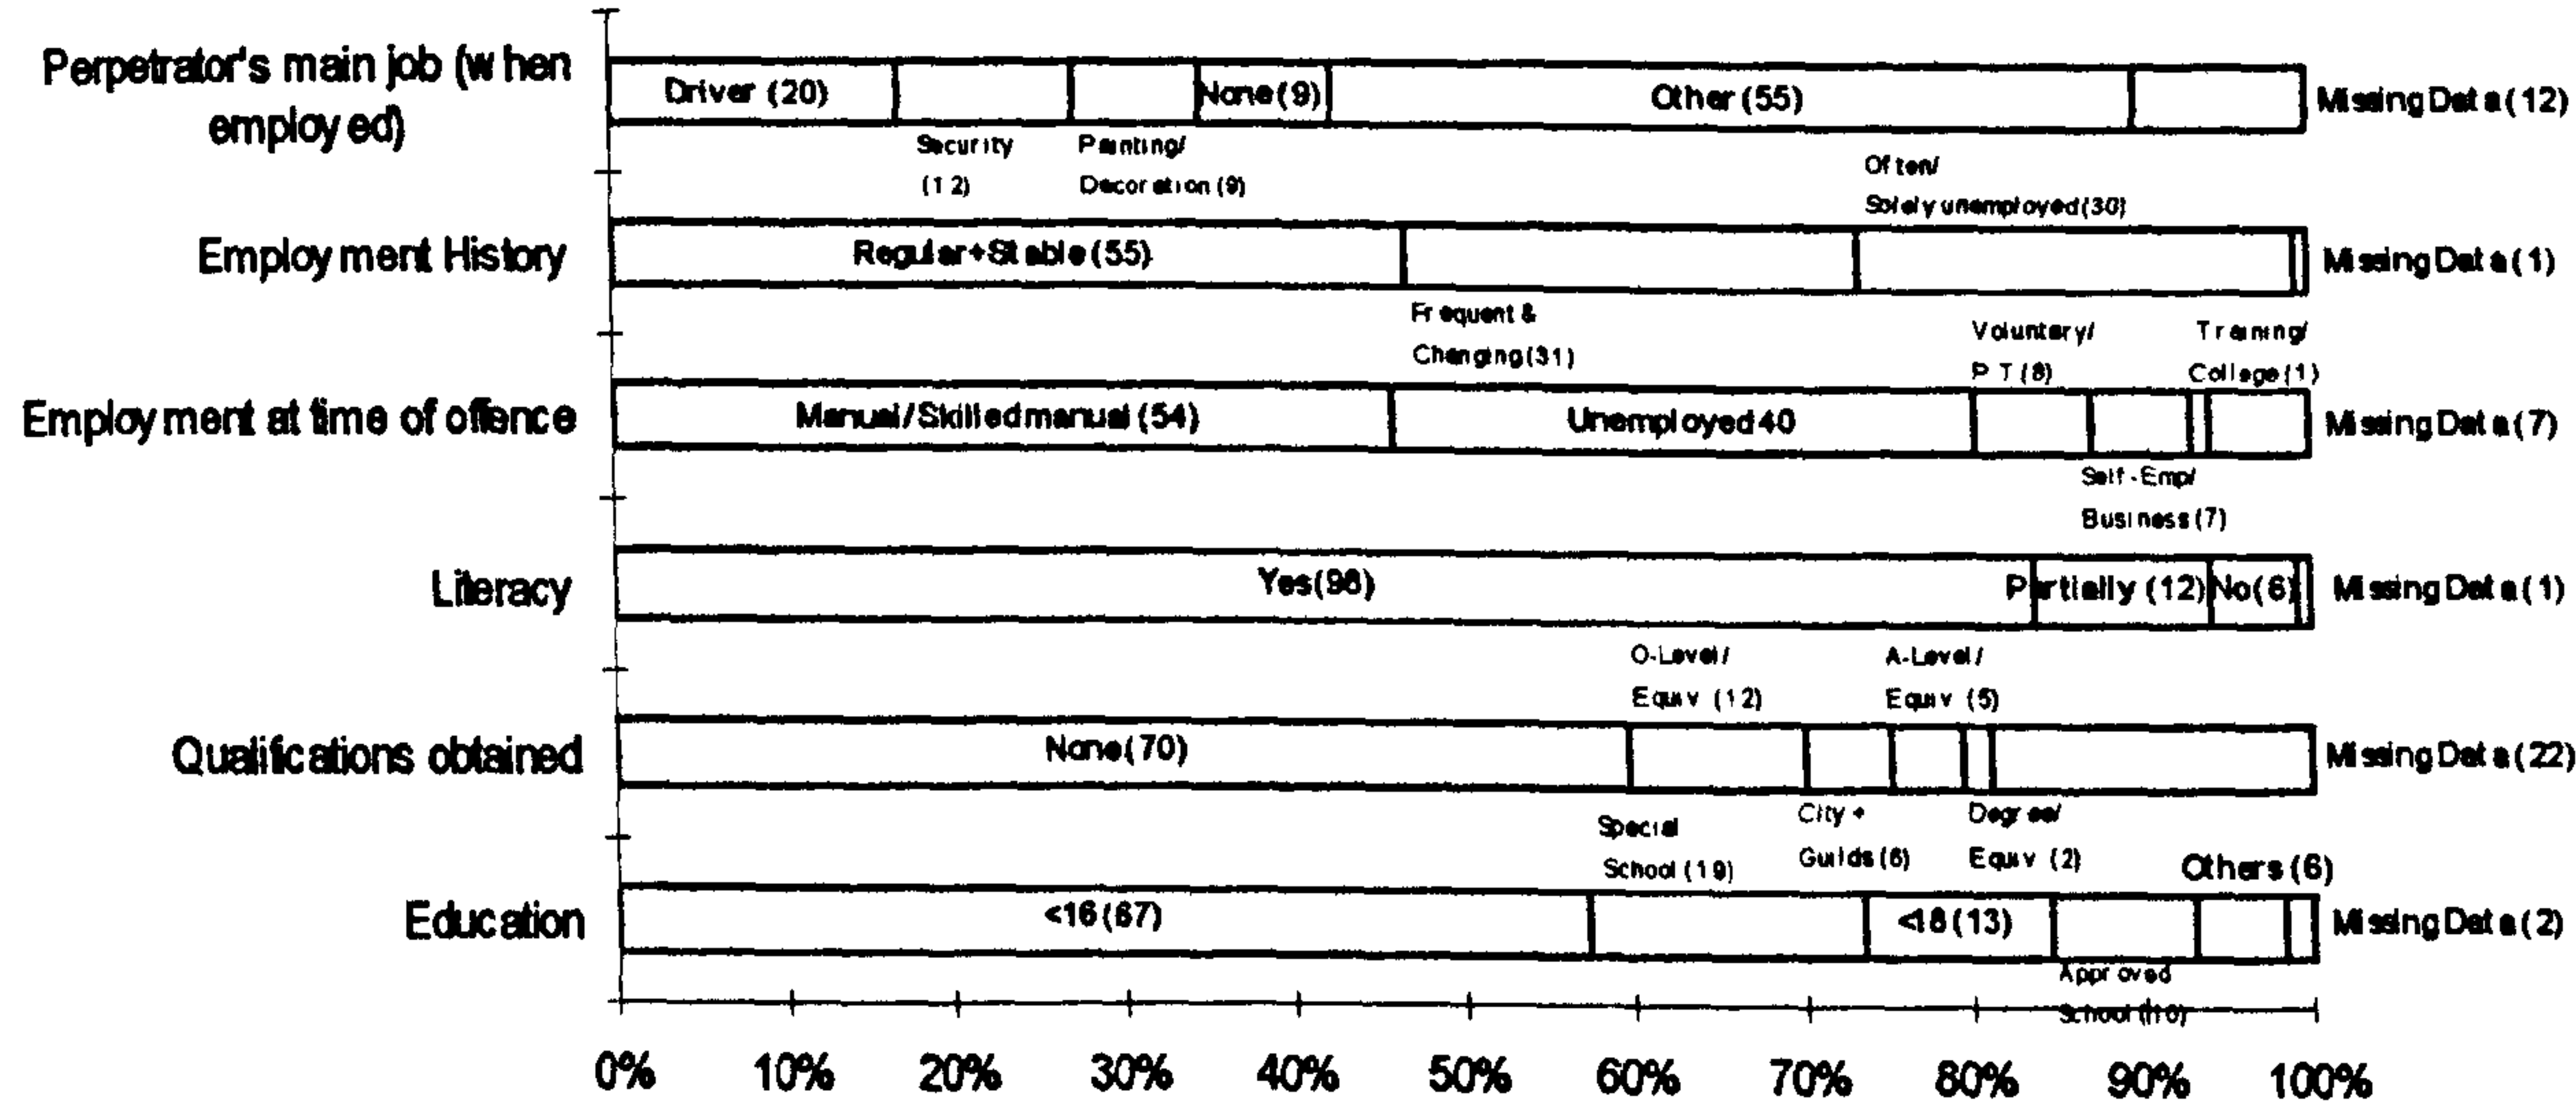 Perpetrator's main job (when
employed)
Driver (20)
None (9)
Other (55)
Missing Data (12)
Security
(12)
Painting/
Decoration (9)
Often/
Solely unemployed (30)
Employment History
Regular+Stable (55)
Missing Data (1)
Frequent &
Changing (31)
Voluntary/
P T (8)
Training/
College (1)
Employment at time of offence
Manual/Skilled manual (54)
Unemployed 40
Missing Data (7)
Self-Emp/
Business (7)
Literacy
Yes (98)
Partially (12)
No (6)
Missing Data (1)
O-Level/
Equiv (12)
A-Level/
Equiv (5)
Qualifications obtained
None (70)
Missing Data (22)
City +
Guilds (6)
Degree/
Equiv (2)
Special
School (19)
Others (6)
Education
<16 (67)
<18 (13)
Missing Data (2)
Approved
School (10)
0% 10% 20% 30% 40% 50% 60% 70% 80% 90% 100%